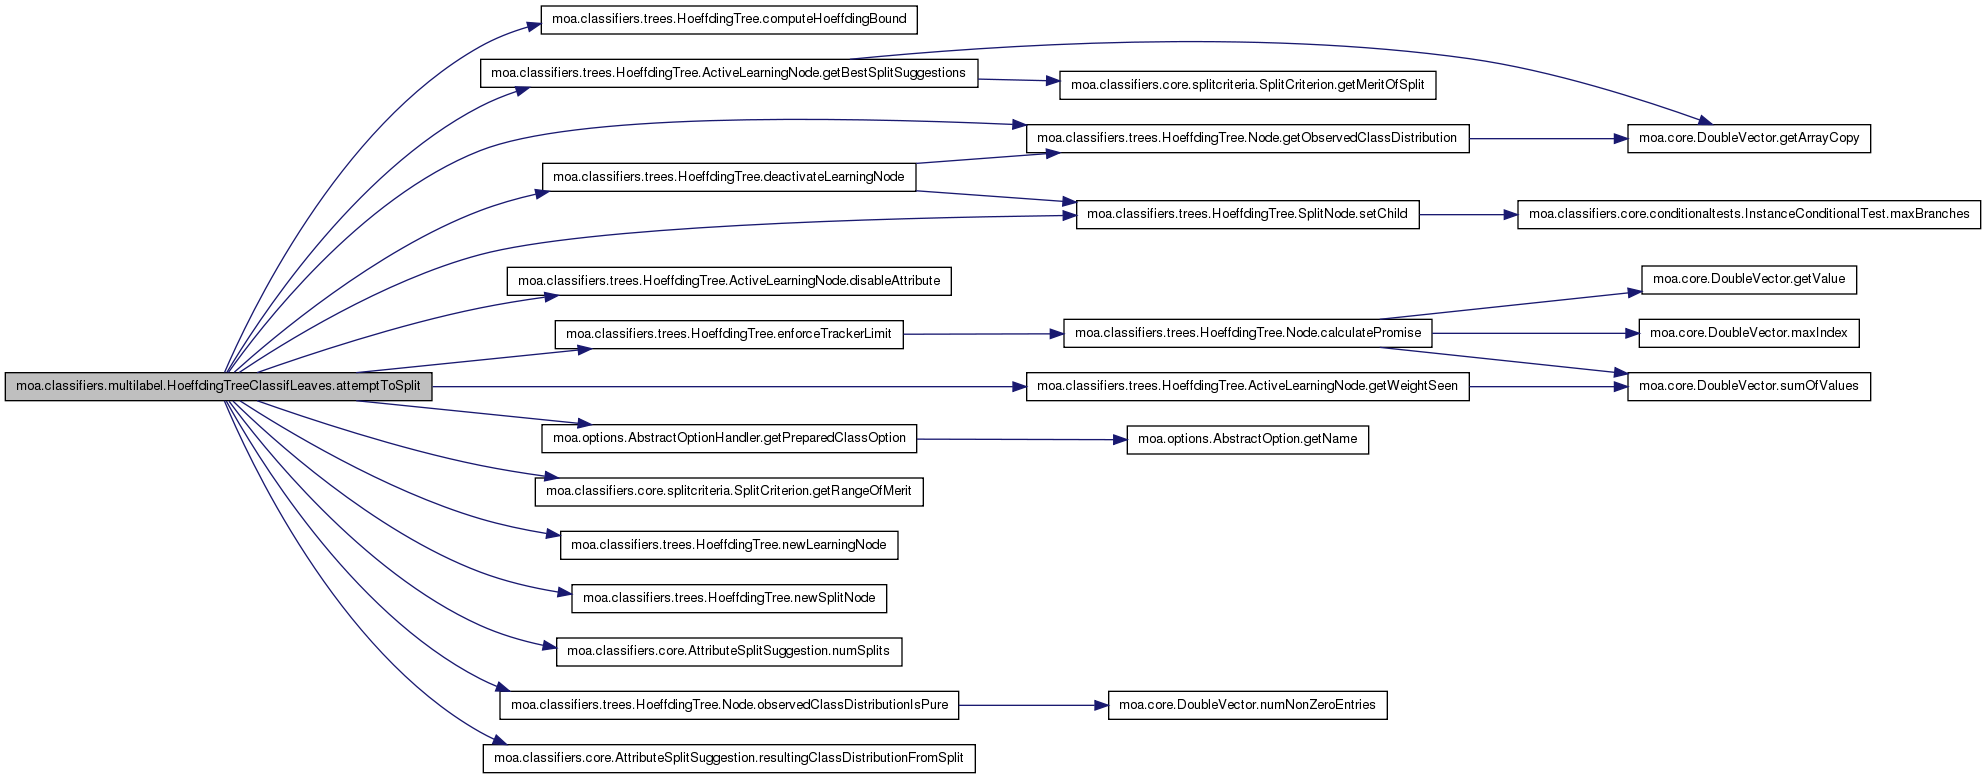 moa.classifiers.trees.HoeffdingTree.computeHoeffdingBound
moa.classifiers.trees.HoeffdingTree.ActiveLearningNode.getBestSplitSuggestions
moa.classifiers.core.splitcriteria.SplitCriterion.getMeritOfSplit
moa.classifiers.trees.HoeffdingTree.Node.getObservedClassDistribution
moa.core.DoubleVector.getArrayCopy
moa.classifiers.trees.HoeffdingTree.deactivateLearningNode
moa.classifiers.trees.HoeffdingTree.SplitNode.setChild
moa.classifiers.core.conditionaltests.InstanceConditionalTest.maxBranches
moa.classifiers.trees.HoeffdingTree.ActiveLearningNode.disableAttribute
moa.core.DoubleVector.getValue
moa.classifiers.trees.HoeffdingTree.enforceTrackerLimit
moa.classifiers.trees.HoeffdingTree.Node.calculatePromise
moa.core.DoubleVector.maxIndex
moa.classifiers.multilabel.HoeffdingTreeClassifLeaves.attemptToSplit
moa.classifiers.trees.HoeffdingTree.ActiveLearningNode.getWeightSeen
moa.core.DoubleVector.sumOfValues
moa.options.AbstractOptionHandler.getPreparedClassOption
moa.options.AbstractOption.getName
moa.classifiers.core.splitcriteria.SplitCriterion.getRangeOfMerit
moa.classifiers.trees.HoeffdingTree.newLearningNode
moa.classifiers.trees.HoeffdingTree.newSplitNode
moa.classifiers.core.AttributeSplitSuggestion.numSplits
moa.classifiers.trees.HoeffdingTree.Node.observedClassDistributionIsPure
moa.core.DoubleVector.numNonZeroEntries
moa.classifiers.core.AttributeSplitSuggestion.resultingClassDistributionFromSplit